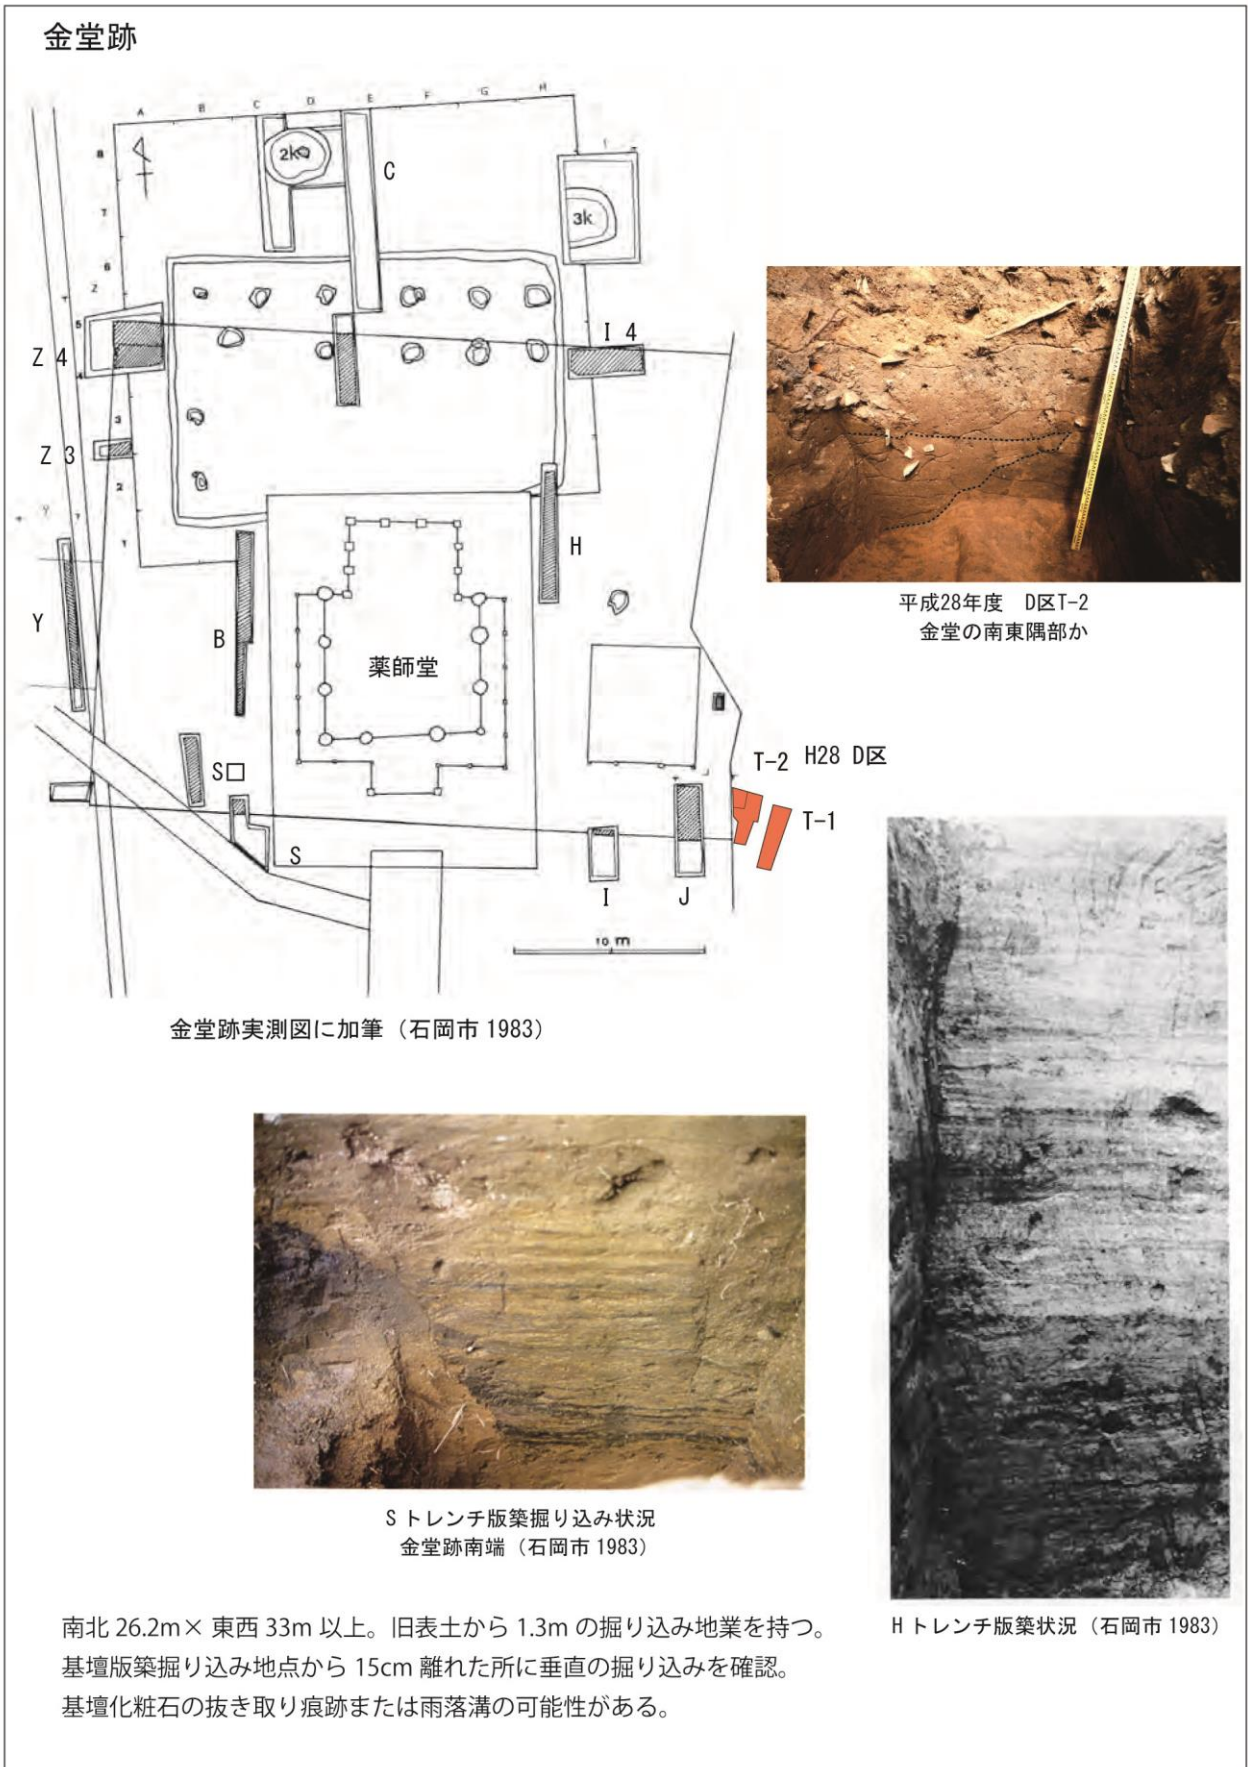 金堂跡
A B C D E F G H
8
7
6
5
4
3
2
1
Z
Y
2k
C
3k
Z 4
I 4
Z 3
H
Y
B
薬師堂
S□
S
T-2 H28 D区
T-1
I
J
10 m
金堂跡実測図に加筆（石岡市 1983）
平成28年度　D区T-2
金堂の南東隅部か
S トレンチ版築掘り込み状況
金堂跡南端（石岡市 1983）
H トレンチ版築状況（石岡市 1983）
南北 26.2m× 東西 33m 以上。旧表土から 1.3m の掘り込み地業を持つ。
基壇版築掘り込み地点から 15cm 離れた所に垂直の掘り込みを確認。
基壇化粧石の抜き取り痕跡または雨落溝の可能性がある。